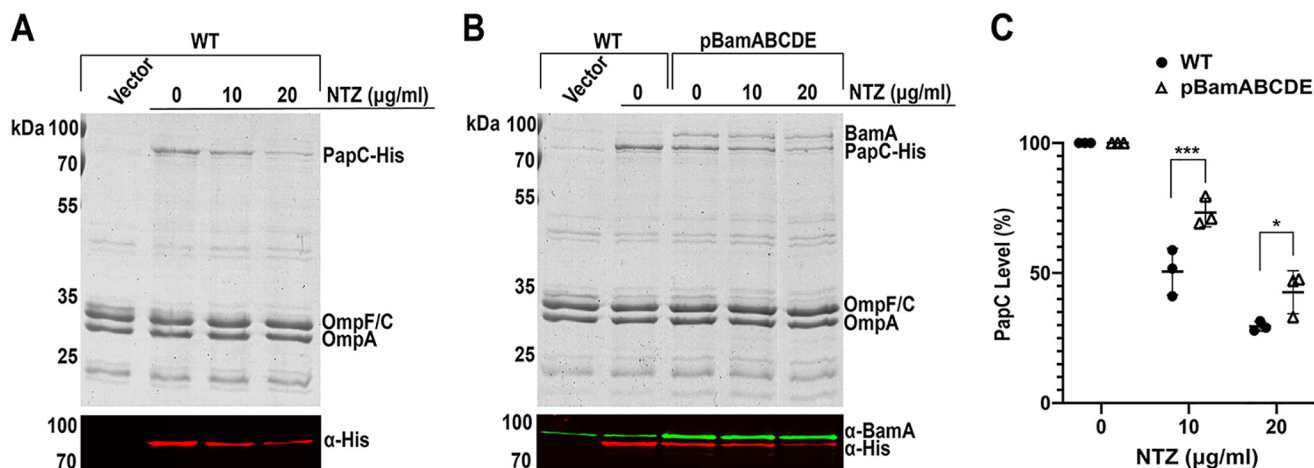 A
WT
Vector 0 10 20 NTZ (µg/ml)
kDa 100
PapC-His
70
55
35
OmpF/C
OmpA
25
100
α-His
70
B
WT pBamABCDE
Vector 0 0 10 20 NTZ (µg/ml)
kDa 100
BamA
PapC-His
70
55
35
OmpF/C
OmpA
25
100
α-BamA
α-His
70
C
WT
pBamABCDE
100
***
*
50
0
PapC Level (%)
0 10 20
NTZ (µg/ml)